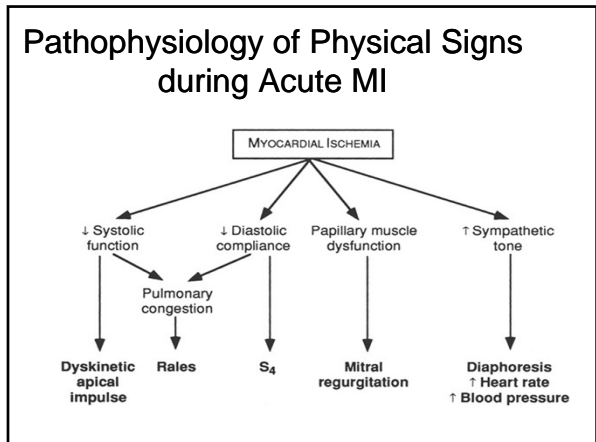 Pathophysiology of Physical Signs
during Acute MI
MYOCARDIAL ISCHEMIA
↓ Systolic
function
↓ Diastolic
compliance
Papillary muscle
dysfunction
↑ Sympathetic
tone
Pulmonary
congestion
Dyskinetic
apical
impulse
Rales
S₄
Mitral
regurgitation
Diaphoresis
↑ Heart rate
↑ Blood pressure